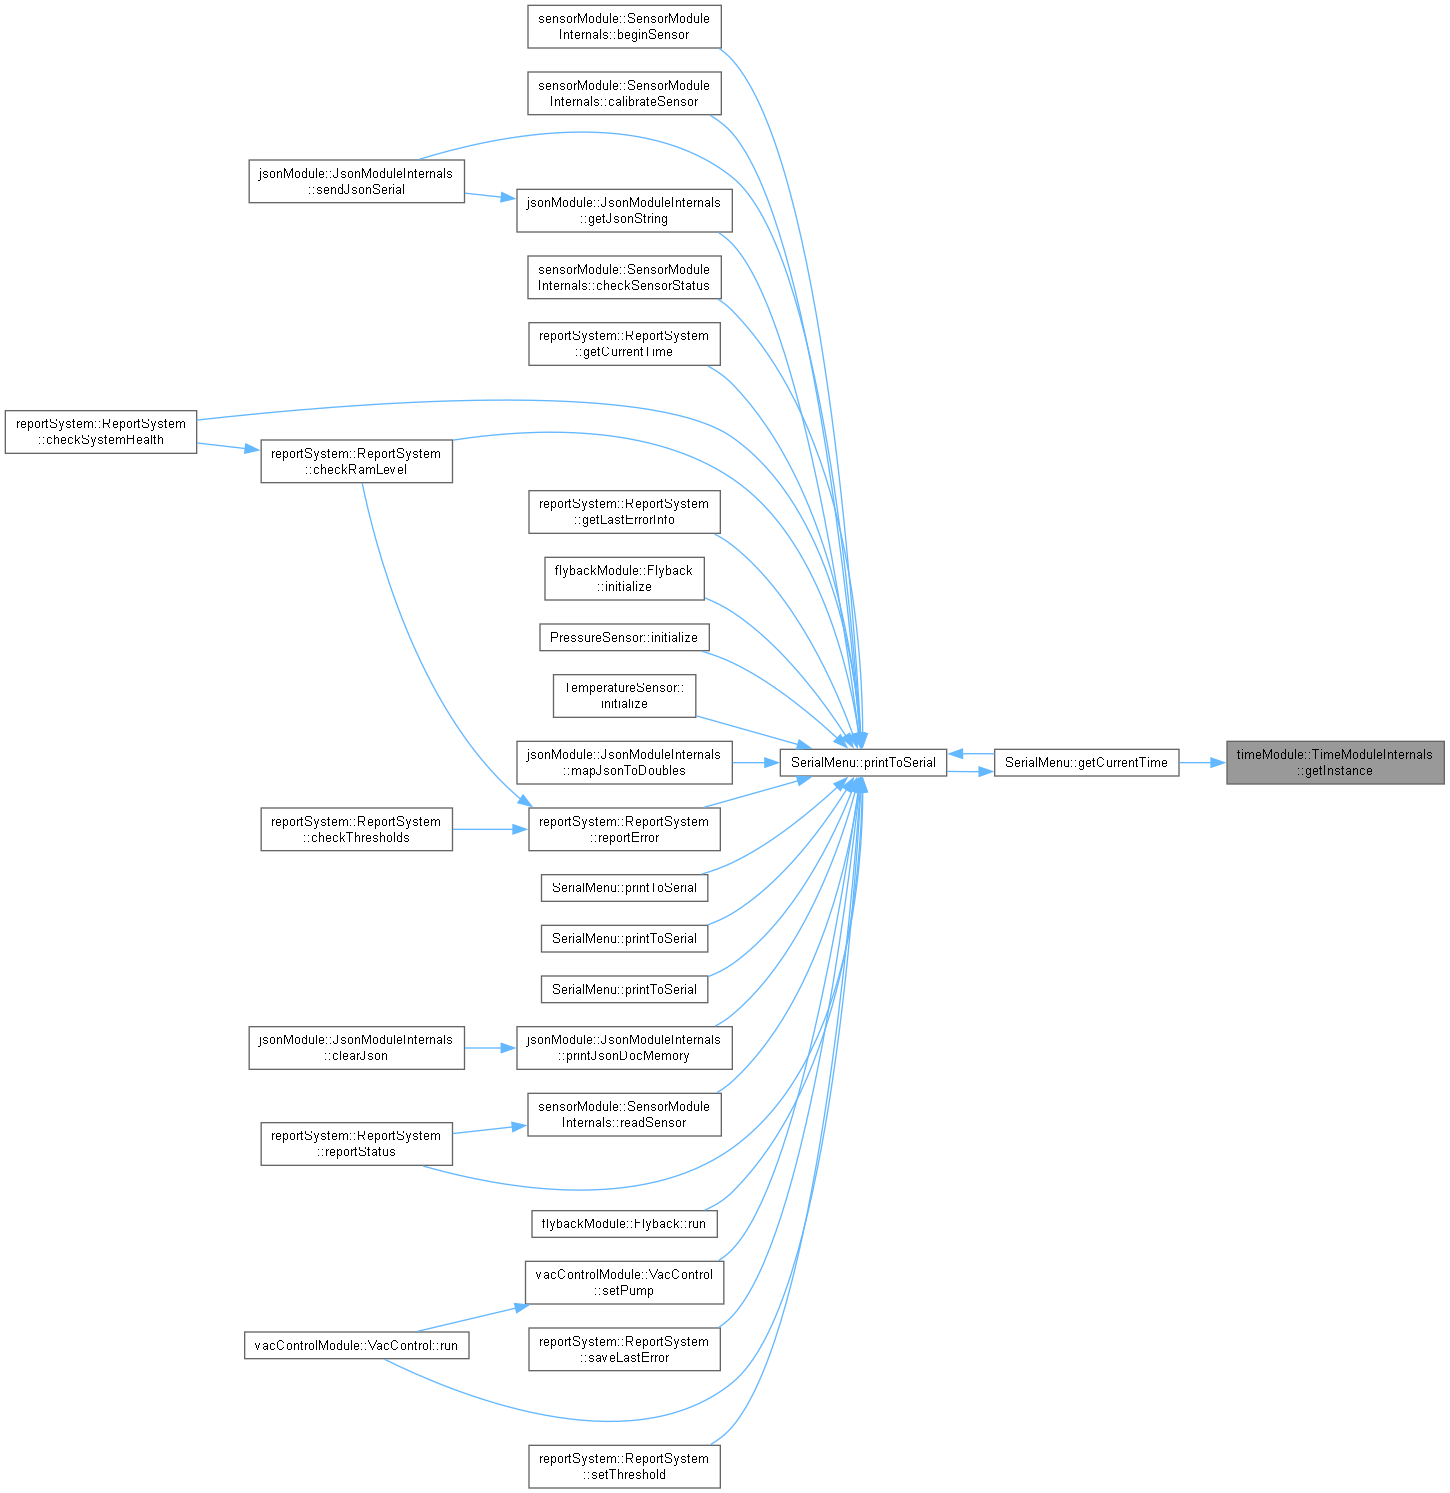 sensorModule::SensorModule
Internals::beginSensor
sensorModule::SensorModule
Internals::calibrateSensor
jsonModule::JsonModuleInternals
::sendJsonSerial
jsonModule::JsonModuleInternals
::getJsonString
sensorModule::SensorModule
Internals::checkSensorStatus
reportSystem::ReportSystem
::getCurrentTime
reportSystem::ReportSystem
::checkSystemHealth
reportSystem::ReportSystem
::checkRamLevel
reportSystem::ReportSystem
::getLastErrorInfo
flybackModule::Flyback
::initialize
PressureSensor::initialize
TemperatureSensor::
initialize
jsonModule::JsonModuleInternals
::mapJsonToDoubles
SerialMenu::printToSerial
SerialMenu::getCurrentTime
timeModule::TimeModuleInternals
::getInstance
reportSystem::ReportSystem
::checkThresholds
reportSystem::ReportSystem
::reportError
SerialMenu::printToSerial
SerialMenu::printToSerial
SerialMenu::printToSerial
jsonModule::JsonModuleInternals
::clearJson
jsonModule::JsonModuleInternals
::printJsonDocMemory
sensorModule::SensorModule
Internals::readSensor
reportSystem::ReportSystem
::reportStatus
flybackModule::Flyback::run
vacControlModule::VacControl
::setPump
vacControlModule::VacControl::run
reportSystem::ReportSystem
::saveLastError
reportSystem::ReportSystem
::setThreshold